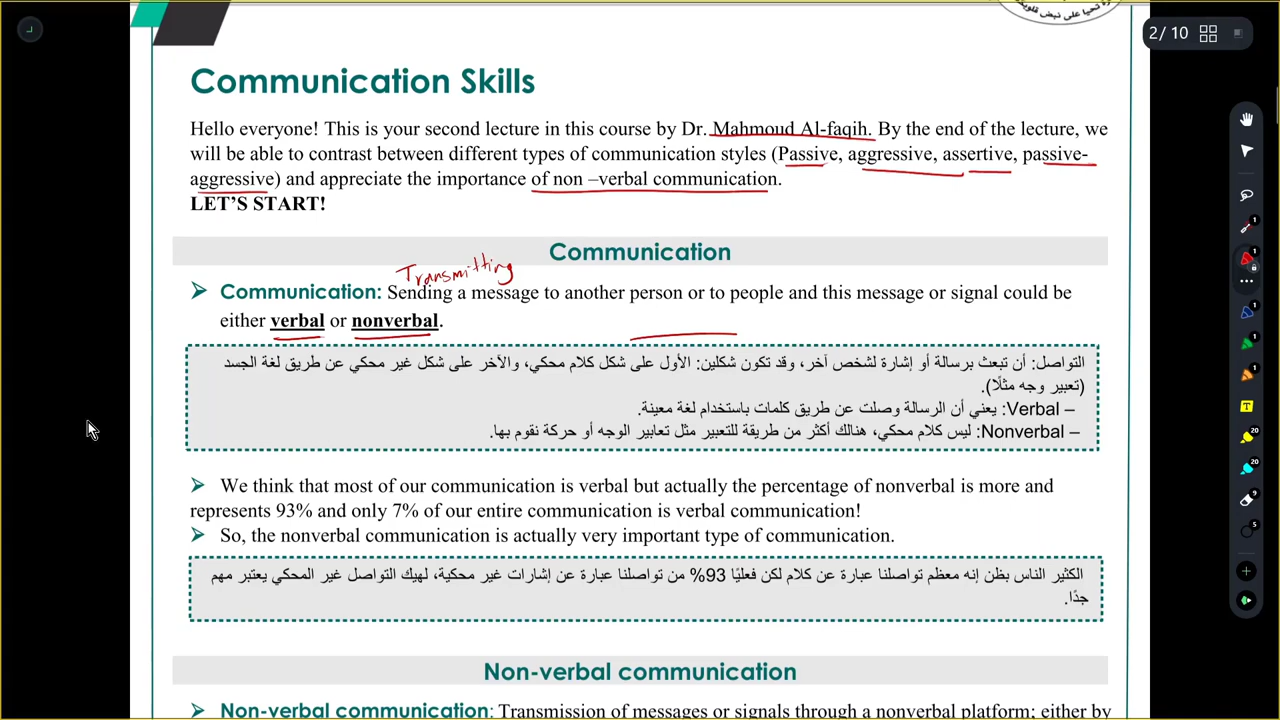 تحيا على نبض قلوبكم
2/10
Communication Skills
Hello everyone! This is your second lecture in this course by Dr. Mahmoud Al-faqih. By the end of the lecture, we
will be able to contrast between different types of communication styles (Passive, aggressive, assertive, passive-
aggressive) and appreciate the importance of non –verbal communication.
LET'S START!
Communication
Transmitting
➢ Communication: Sending a message to another person or to people and this message or signal could be
either verbal or nonverbal.
التواصل: أن تبعث برسالة أو إشارة لشخص آخر، وقد تكون شكلين: الأول على شكل كلام محكي، والآخر على شكل غير محكي عن طريق لغة الجسد
(تعبير وجه مثلًا).
– Verbal: يعني أن الرسالة وصلت عن طريق كلمات باستخدام لغة معينة.
– Nonverbal: ليس كلام محكي، هنالك أكثر من طريقة للتعبير مثل تعابير الوجه أو حركة نقوم بها.
➢ We think that most of our communication is verbal but actually the percentage of nonverbal is more and
represents 93% and only 7% of our entire communication is verbal communication!
➢ So, the nonverbal communication is actually very important type of communication.
الكثير الناس بظن إنه معظم تواصلنا عبارة عن كلام لكن فعليًا 93% من تواصلنا عبارة عن إشارات غير محكية، لهيك التواصل غير المحكي يعتبر مهم
جدًا.
Non-verbal communication
➢ Non-verbal communication: Transmission of messages or signals through a nonverbal platform; either by